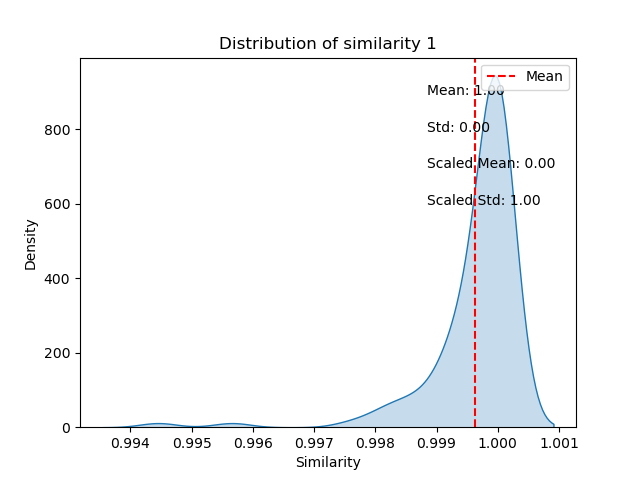 Distribution of similarity 1
Mean
Mean: 1.00
Std: 0.00
Scaled Mean: 0.00
Scaled Std: 1.00
800
600
400
200
0
Density
0.994 0.995 0.996 0.997 0.998 0.999 1.000 1.001
Similarity